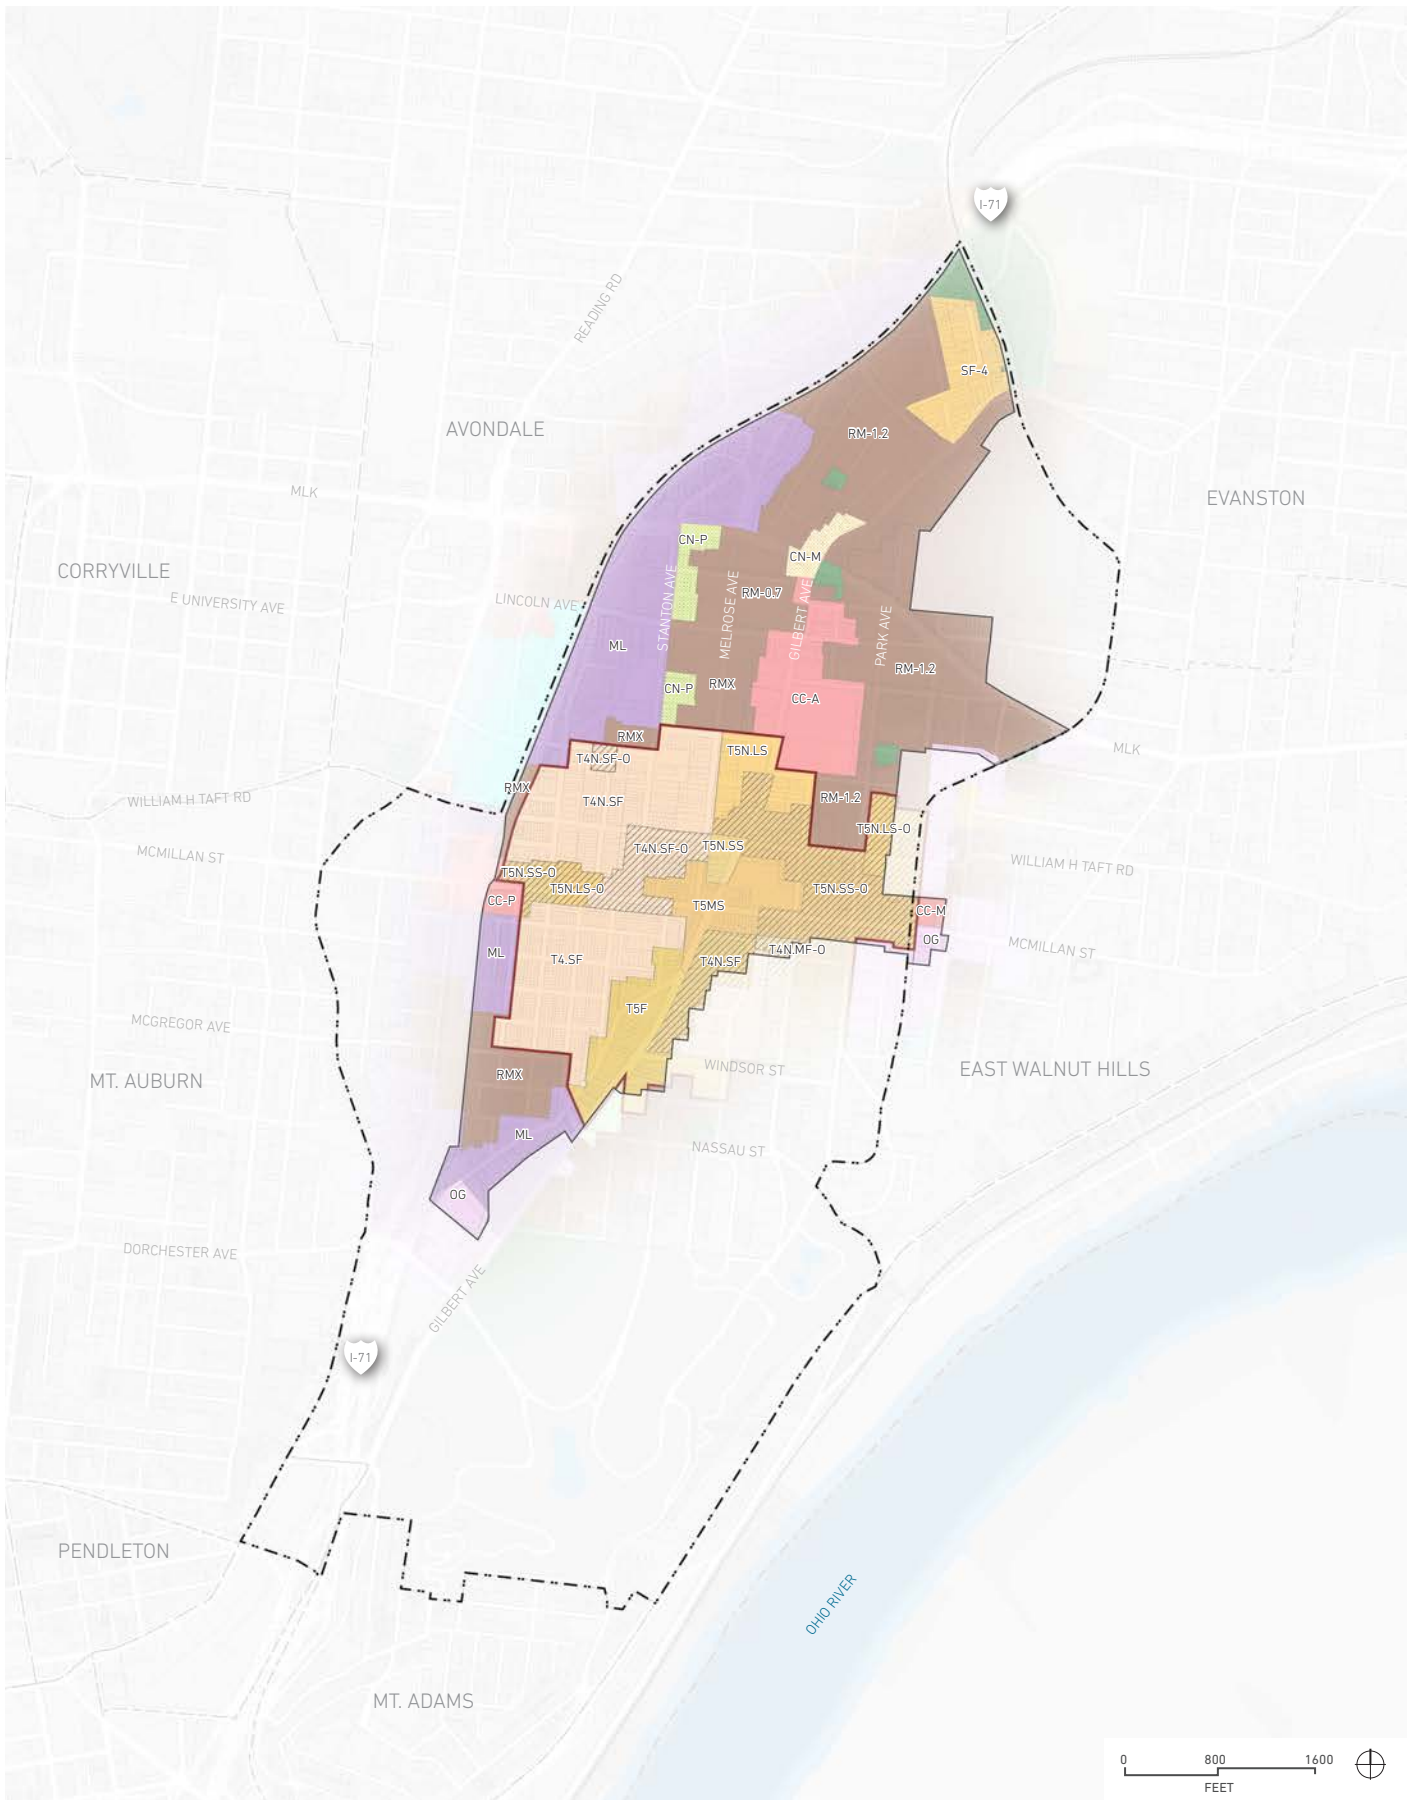 I-71
READING RD
SF-4
AVONDALE
RM-1.2
MLK
EVANSTON
CN-P
CN-M
CORRYVILLE
E UNIVERSITY AVE
LINCOLN AVE
STANTON AVE
MELROSE AVE
RM-0.7
GILBERT AVE
PARK AVE
ML
RM-1.2
CN-P
RMX
CC-A
RMX
T5N.LS
MLK
T4N.SF-O
RMX
T4N.SF
RM-1.2
WILLIAM H TAFT RD
T5N.LS-O
MCMILLAN ST
T4N.SF-O
T5N.SS
WILLIAM H TAFT RD
T5N.SS-O
T5N.LS-O
T5N.SS-O
CC-P
T5MS
CC-M
OG
MCMILLAN ST
ML
T4.SF
T4N.SF
T4N.MF-O
T5F
MCGREGOR AVE
WINDSOR ST
MT. AUBURN
RMX
EAST WALNUT HILLS
ML
NASSAU ST
OG
DORCHESTER AVE
GILBERT AVE
I-71
PENDLETON
OHIO RIVER
MT. ADAMS
0 800 1600
FEET